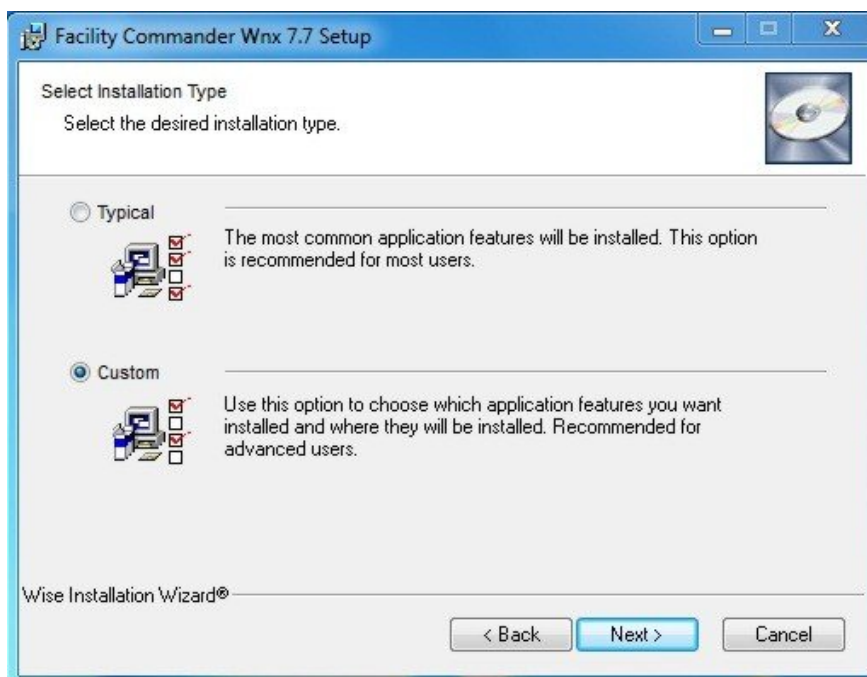 Facility Commander Wnx 7.7 Setup
Select Installation Type
Select the desired installation type.
Typical
The most common application features will be installed. This option
is recommended for most users.
Custom
Use this option to choose which application features you want
installed and where they will be installed. Recommended for
advanced users.
Wise Installation Wizard®
< Back
Next >
Cancel